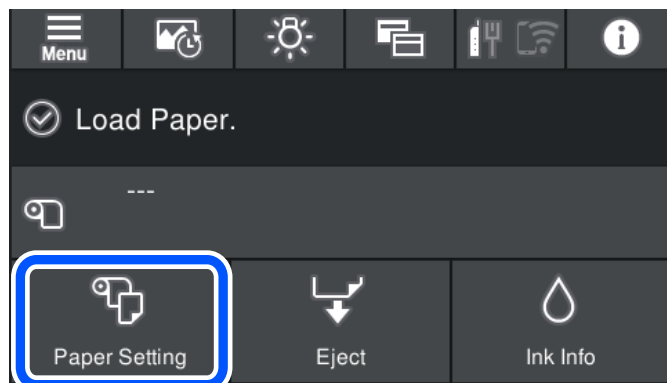 Menu
Load Paper.
---
Paper Setting
Eject
Ink Info